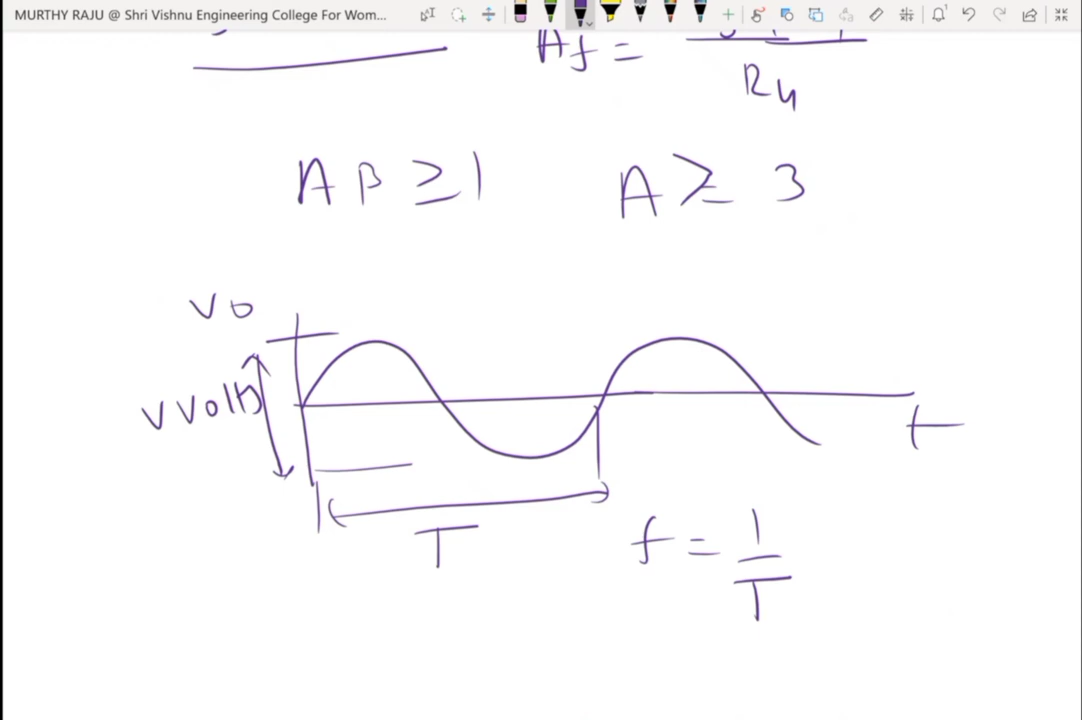 MURTHY RAJU @ Shri Vishnu Engineering College For Wom...
Af =
R4
Aβ ≥ 1 A ≥ 3
Vo
V Volts
t
T
f = 1/T